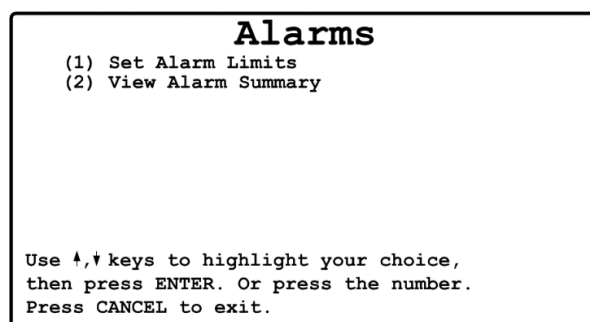 Alarms
(1) Set Alarm Limits
(2) View Alarm Summary
Use ↑,↓ keys to highlight your choice,
then press ENTER. Or press the number.
Press CANCEL to exit.